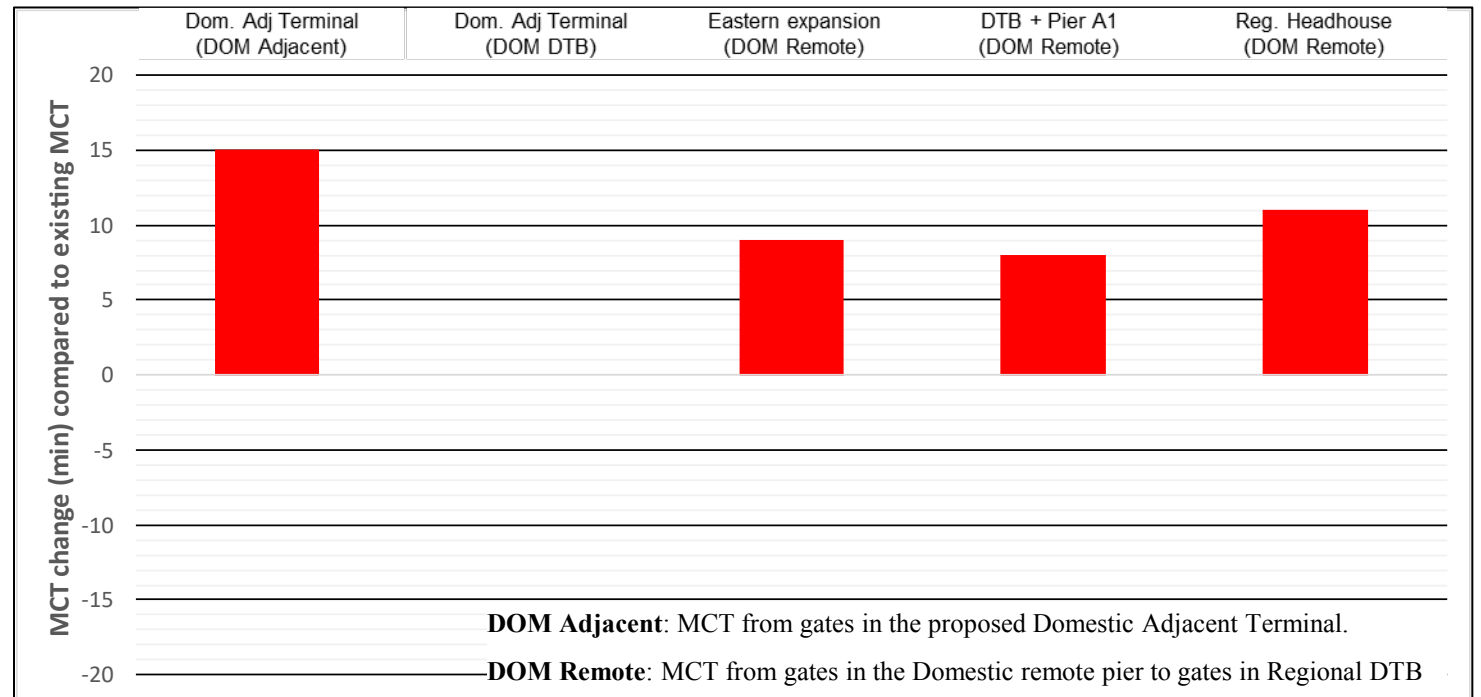 Dom. Adj Terminal
(DOM Adjacent)
Dom. Adj Terminal
(DOM DTB)
Eastern expansion
(DOM Remote)
DTB + Pier A1
(DOM Remote)
Reg. Headhouse
(DOM Remote)
MCT change (min) compared to existing MCT
20
15
10
5
0
-5
-10
-15
-20
DOM Adjacent: MCT from gates in the proposed Domestic Adjacent Terminal.
DOM Remote: MCT from gates in the Domestic remote pier to gates in Regional DTB